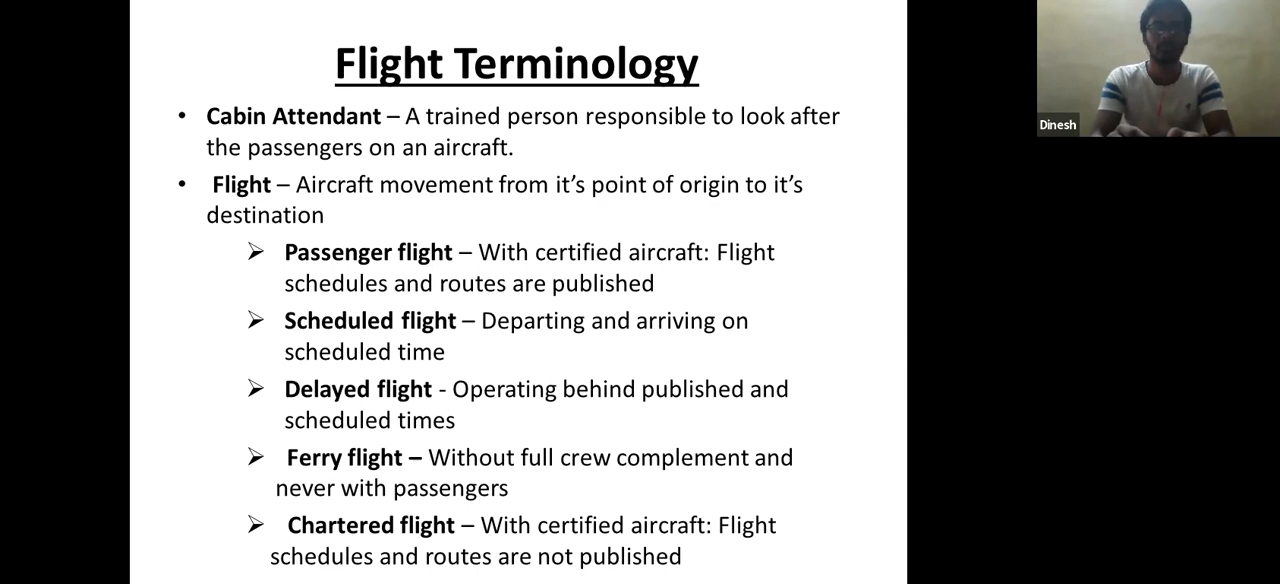 Flight Terminology
• Cabin Attendant – A trained person responsible to look after
the passengers on an aircraft.
• Flight – Aircraft movement from it’s point of origin to it’s
destination
➢ Passenger flight – With certified aircraft: Flight
schedules and routes are published
➢ Scheduled flight – Departing and arriving on
scheduled time
➢ Delayed flight - Operating behind published and
scheduled times
➢ Ferry flight – Without full crew complement and
never with passengers
➢ Chartered flight – With certified aircraft: Flight
schedules and routes are not published
Dinesh